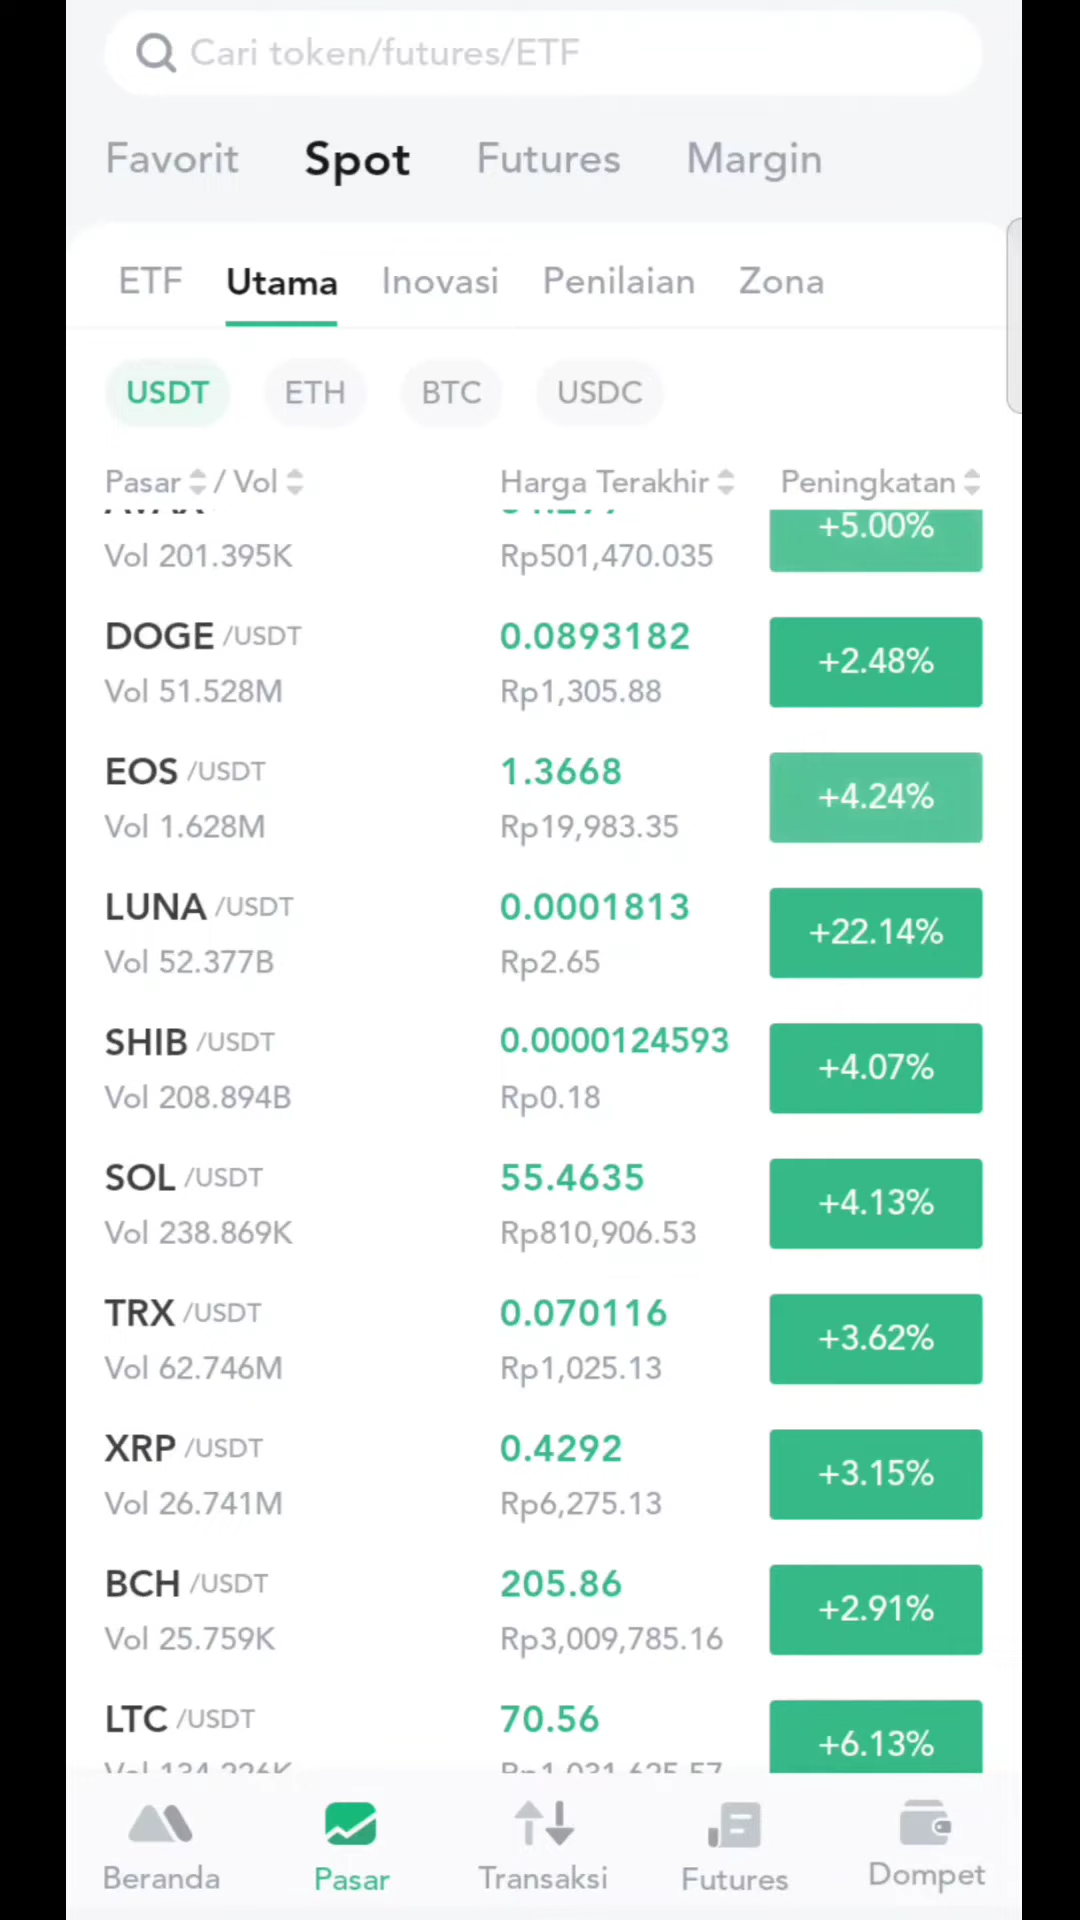 Cari token/futures/ETF
Favorit Spot Futures Margin
ETF Utama Inovasi Penilaian Zona
USDT ETH BTC USDC
Pasar / Vol Harga Terakhir Peningkatan
+5.00%
Vol 201.395K Rp501,470.035
DOGE /USDT 0.0893182 +2.48%
Vol 51.528M Rp1,305.88
EOS /USDT 1.3668 +4.24%
Vol 1.628M Rp19,983.35
LUNA /USDT 0.0001813 +22.14%
Vol 52.377B Rp2.65
SHIB /USDT 0.0000124593 +4.07%
Vol 208.894B Rp0.18
SOL /USDT 55.4635 +4.13%
Vol 238.869K Rp810,906.53
TRX /USDT 0.070116 +3.62%
Vol 62.746M Rp1,025.13
XRP /USDT 0.4292 +3.15%
Vol 26.741M Rp6,275.13
BCH /USDT 205.86 +2.91%
Vol 25.759K Rp3,009,785.16
LTC /USDT 70.56 +6.13%
Beranda Pasar Transaksi Futures Dompet